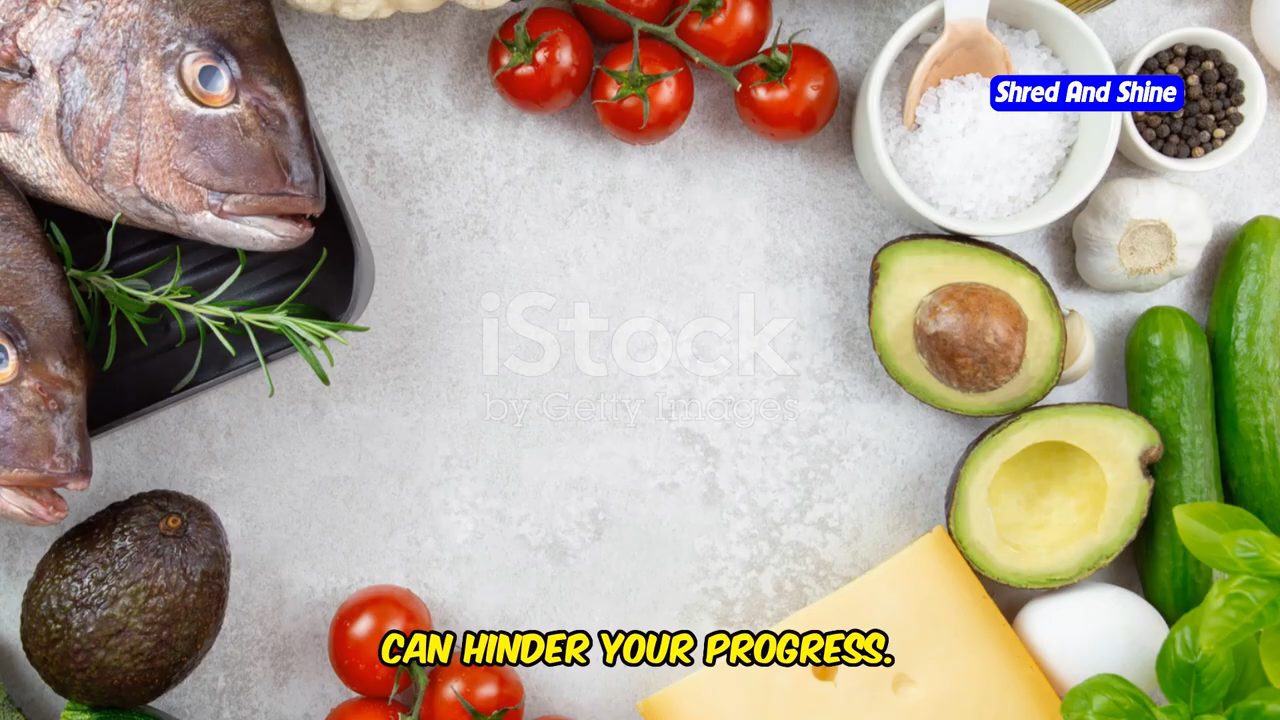 Shred And Shine
iStock
by Getty Images
CAN HINDER YOUR PROGRESS.